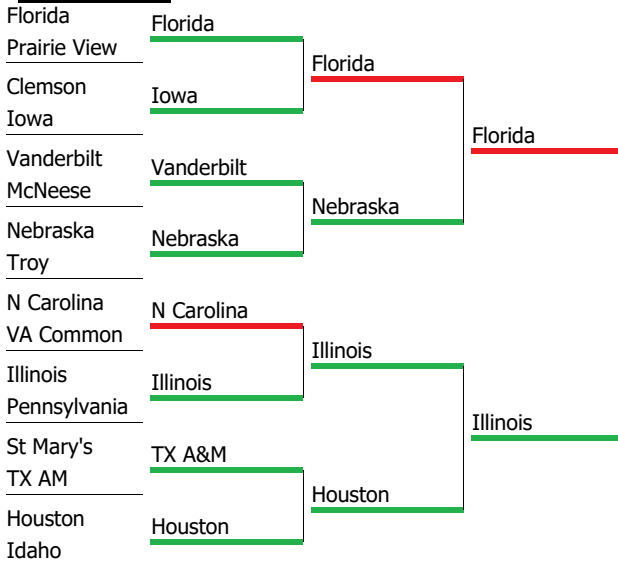 Florida
Prairie View
Clemson
Iowa
Vanderbilt
McNeese
Nebraska
Troy
N Carolina
VA Common
Illinois
Pennsylvania
St Mary's
TX AM
Houston
Idaho
Florida
Iowa
Vanderbilt
Nebraska
N Carolina
Illinois
TX A&M
Houston
Florida
Nebraska
Illinois
Houston
Florida
Illinois